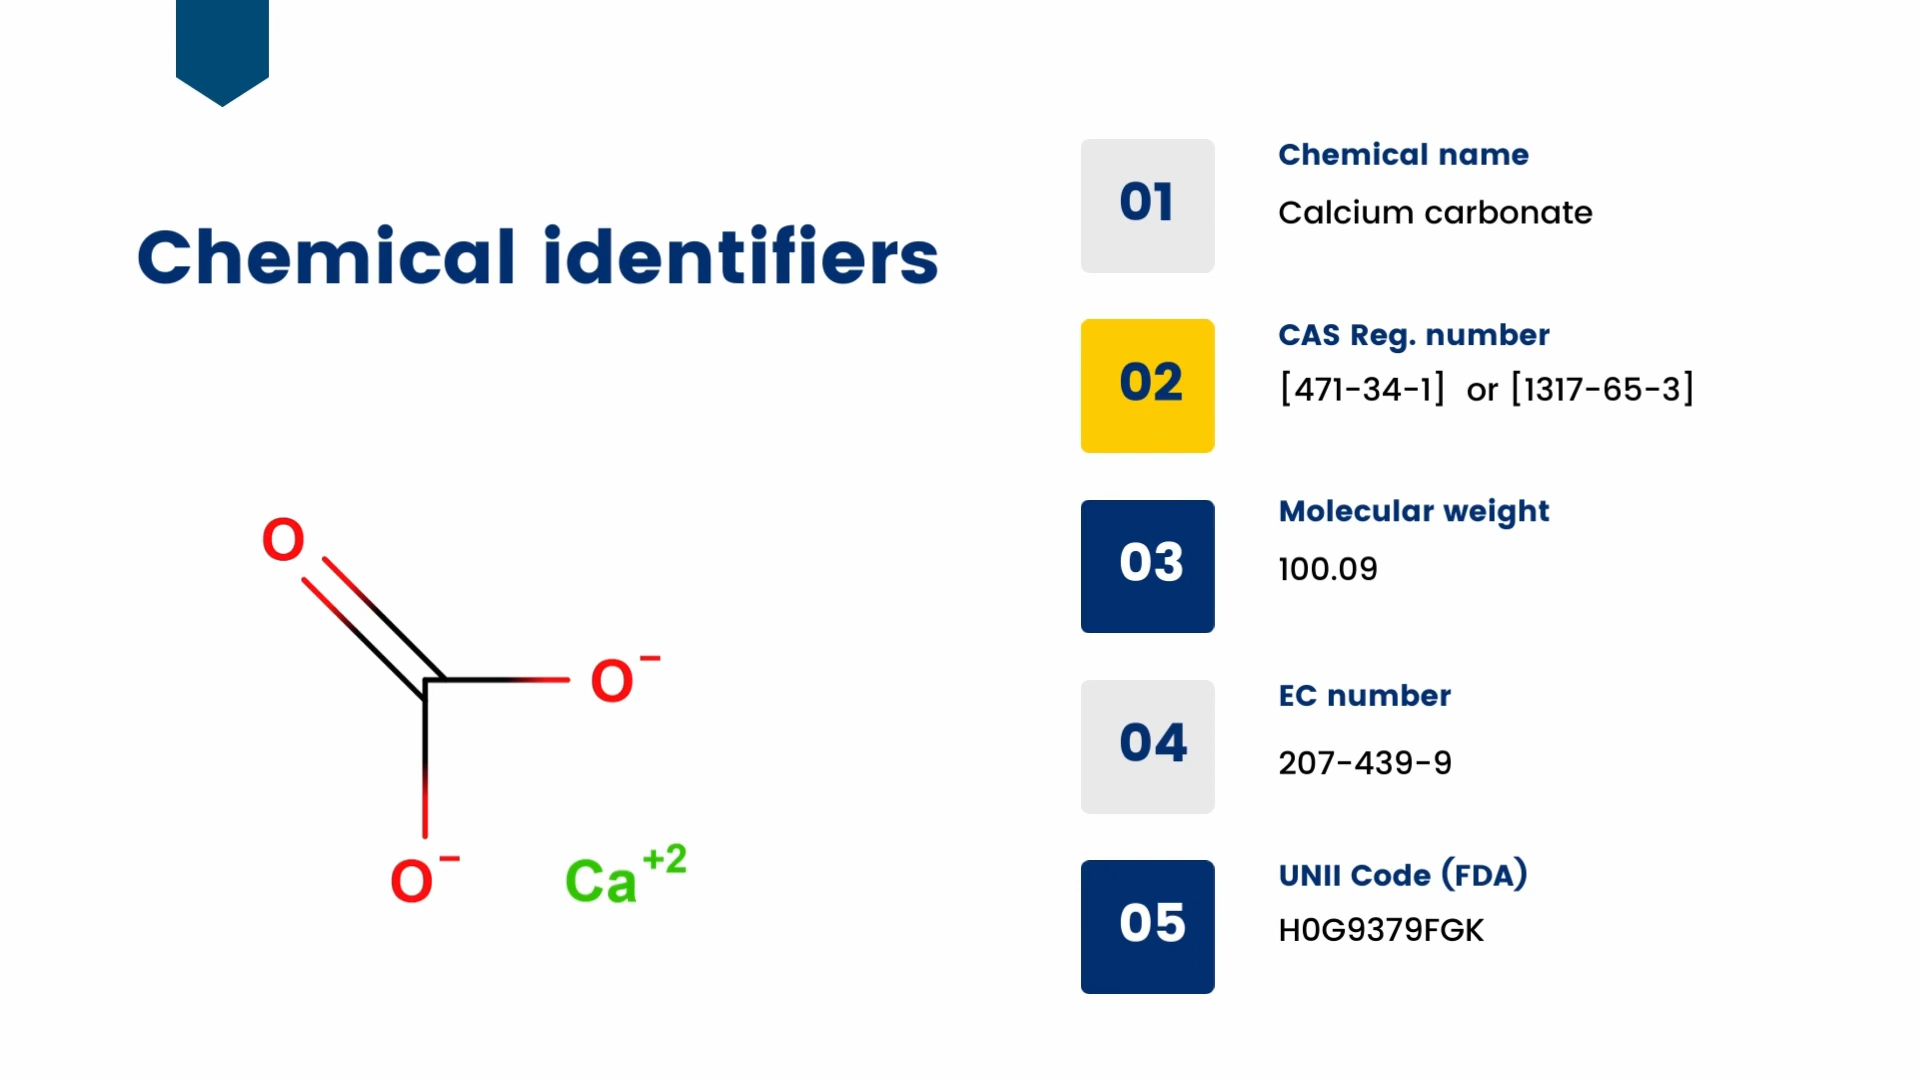 Chemical identifiers
O
O−
O−
Ca+2
01
Chemical name
Calcium carbonate
02
CAS Reg. number
[471-34-1]  or [1317-65-3]
03
Molecular weight
100.09
04
EC number
207-439-9
05
UNII Code (FDA)
H0G9379FGK